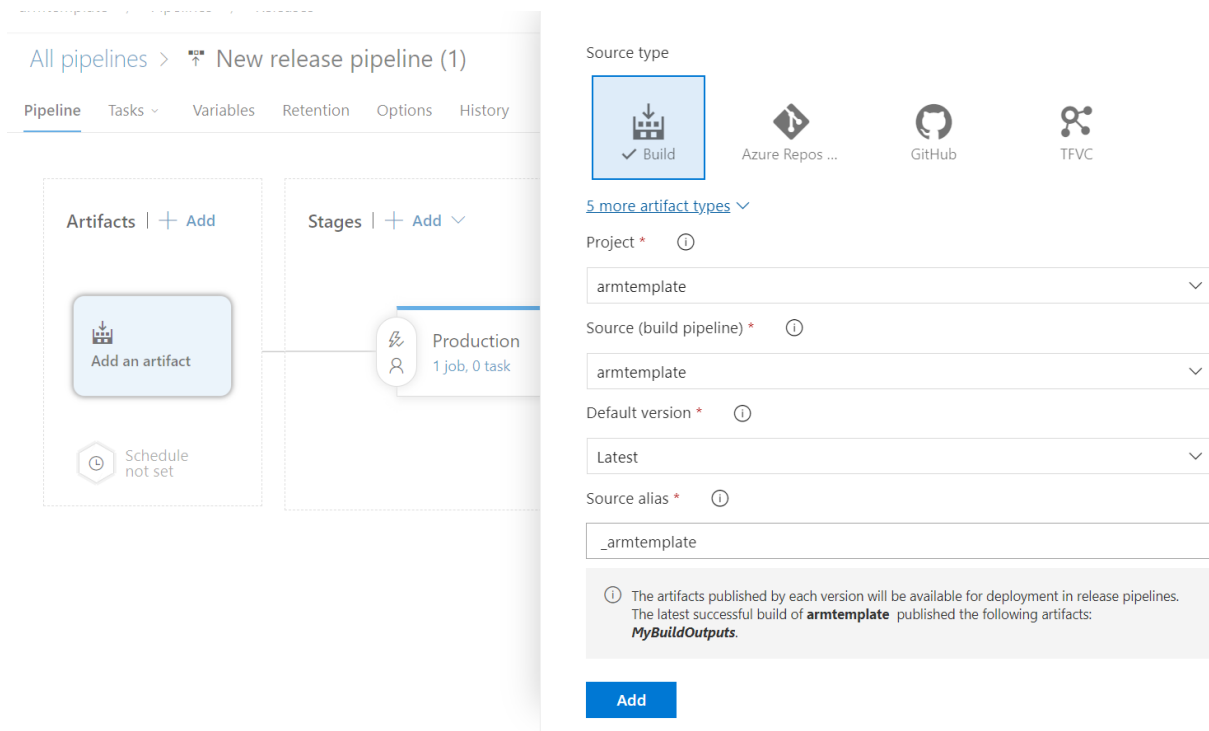 All pipelines > New release pipeline (1)
Pipeline Tasks Variables Retention Options History
Artifacts | + Add
Stages | + Add
Add an artifact
Production
1 job, 0 task
Schedule
not set
Source type
Build
Azure Repos ...
GitHub
TFVC
5 more artifact types
Project *
armtemplate
Source (build pipeline) *
armtemplate
Default version *
Latest
Source alias *
_armtemplate
The artifacts published by each version will be available for deployment in release pipelines.
The latest successful build of armtemplate published the following artifacts:
MyBuildOutputs.
Add